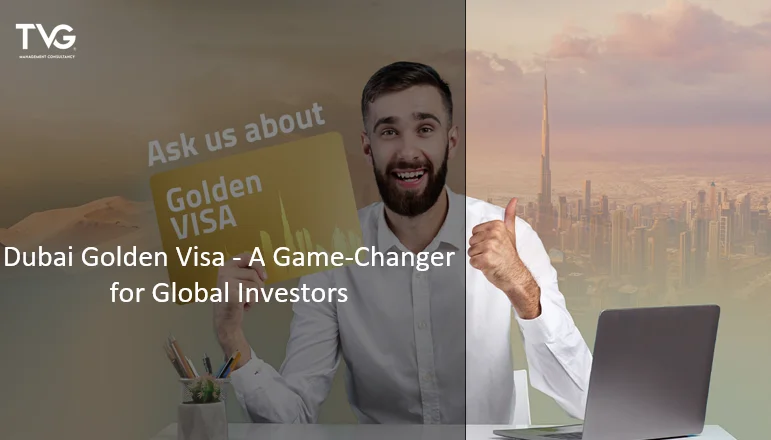 TVG
MANAGEMENT CONSULTANCY
Ask us about
Golden
VISA
Dubai Golden Visa - A Game-Changer
for Global Investors